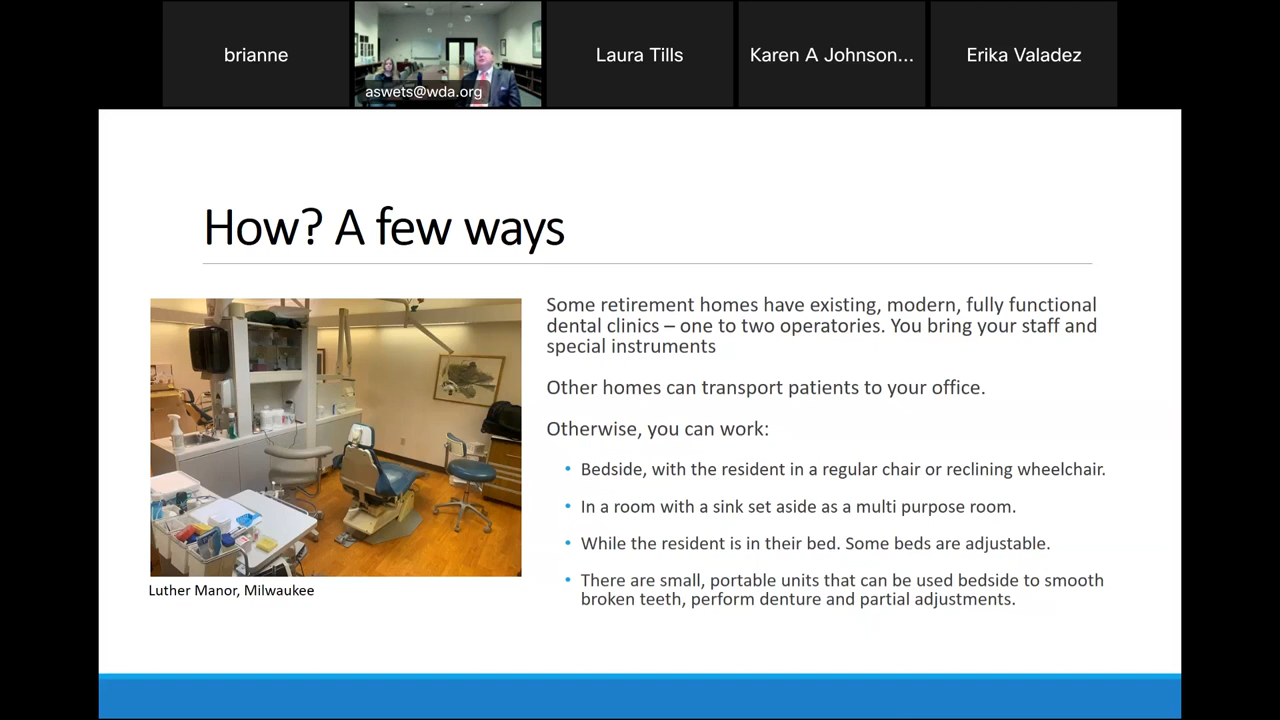 brianne
aswets@wda.org
Laura Tills
Karen A Johnson...
Erika Valadez
How? A few ways
Some retirement homes have existing, modern, fully functional
dental clinics – one to two operatories. You bring your staff and
special instruments
Other homes can transport patients to your office.
Otherwise, you can work:
• Bedside, with the resident in a regular chair or reclining wheelchair.
• In a room with a sink set aside as a multi purpose room.
• While the resident is in their bed. Some beds are adjustable.
• There are small, portable units that can be used bedside to smooth
broken teeth, perform denture and partial adjustments.
Luther Manor, Milwaukee